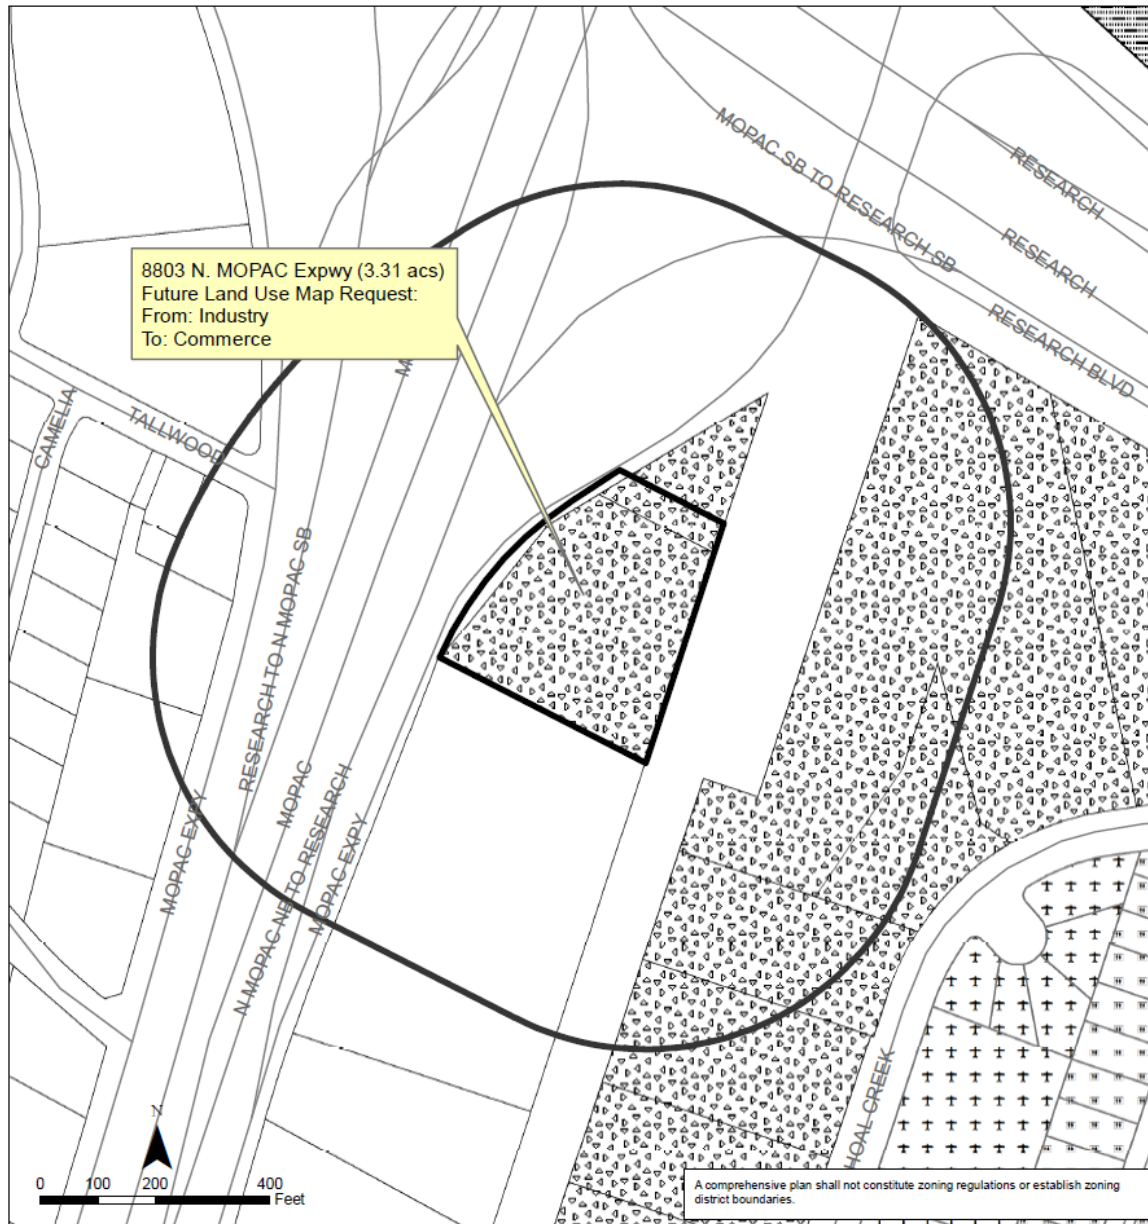 MOPAC SB TO RESEARCH SB
RESEARCH
RESEARCH
RESEARCH BLVD
8803 N. MOPAC Expwy (3.31 acs)
Future Land Use Map Request:
From: Industry
To: Commerce
CAMELIA
TALLWOOD
RESEARCH TO N MOPAC SB
MOPAC EXPY
MOPAC
N MOPAC NB TO RESEARCH
MOPAC EXPY
HOAL CREEK
N
0 100 200 400
Feet
A comprehensive plan shall not constitute zoning regulations or establish zoning
district boundaries.